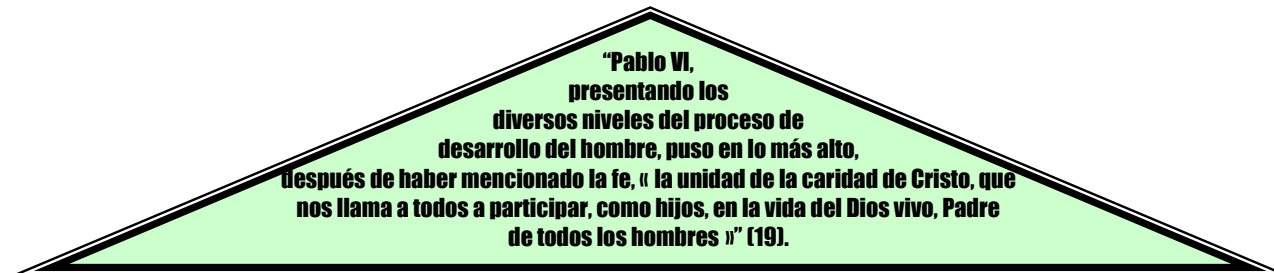 “Pablo VI,
presentando los
diversos niveles del proceso de
desarrollo del hombre, puso en lo más alto,
después de haber mencionado la fe, « la unidad de la caridad de Cristo, que
nos llama a todos a participar, como hijos, en la vida del Dios vivo, Padre
de todos los hombres »” (19).